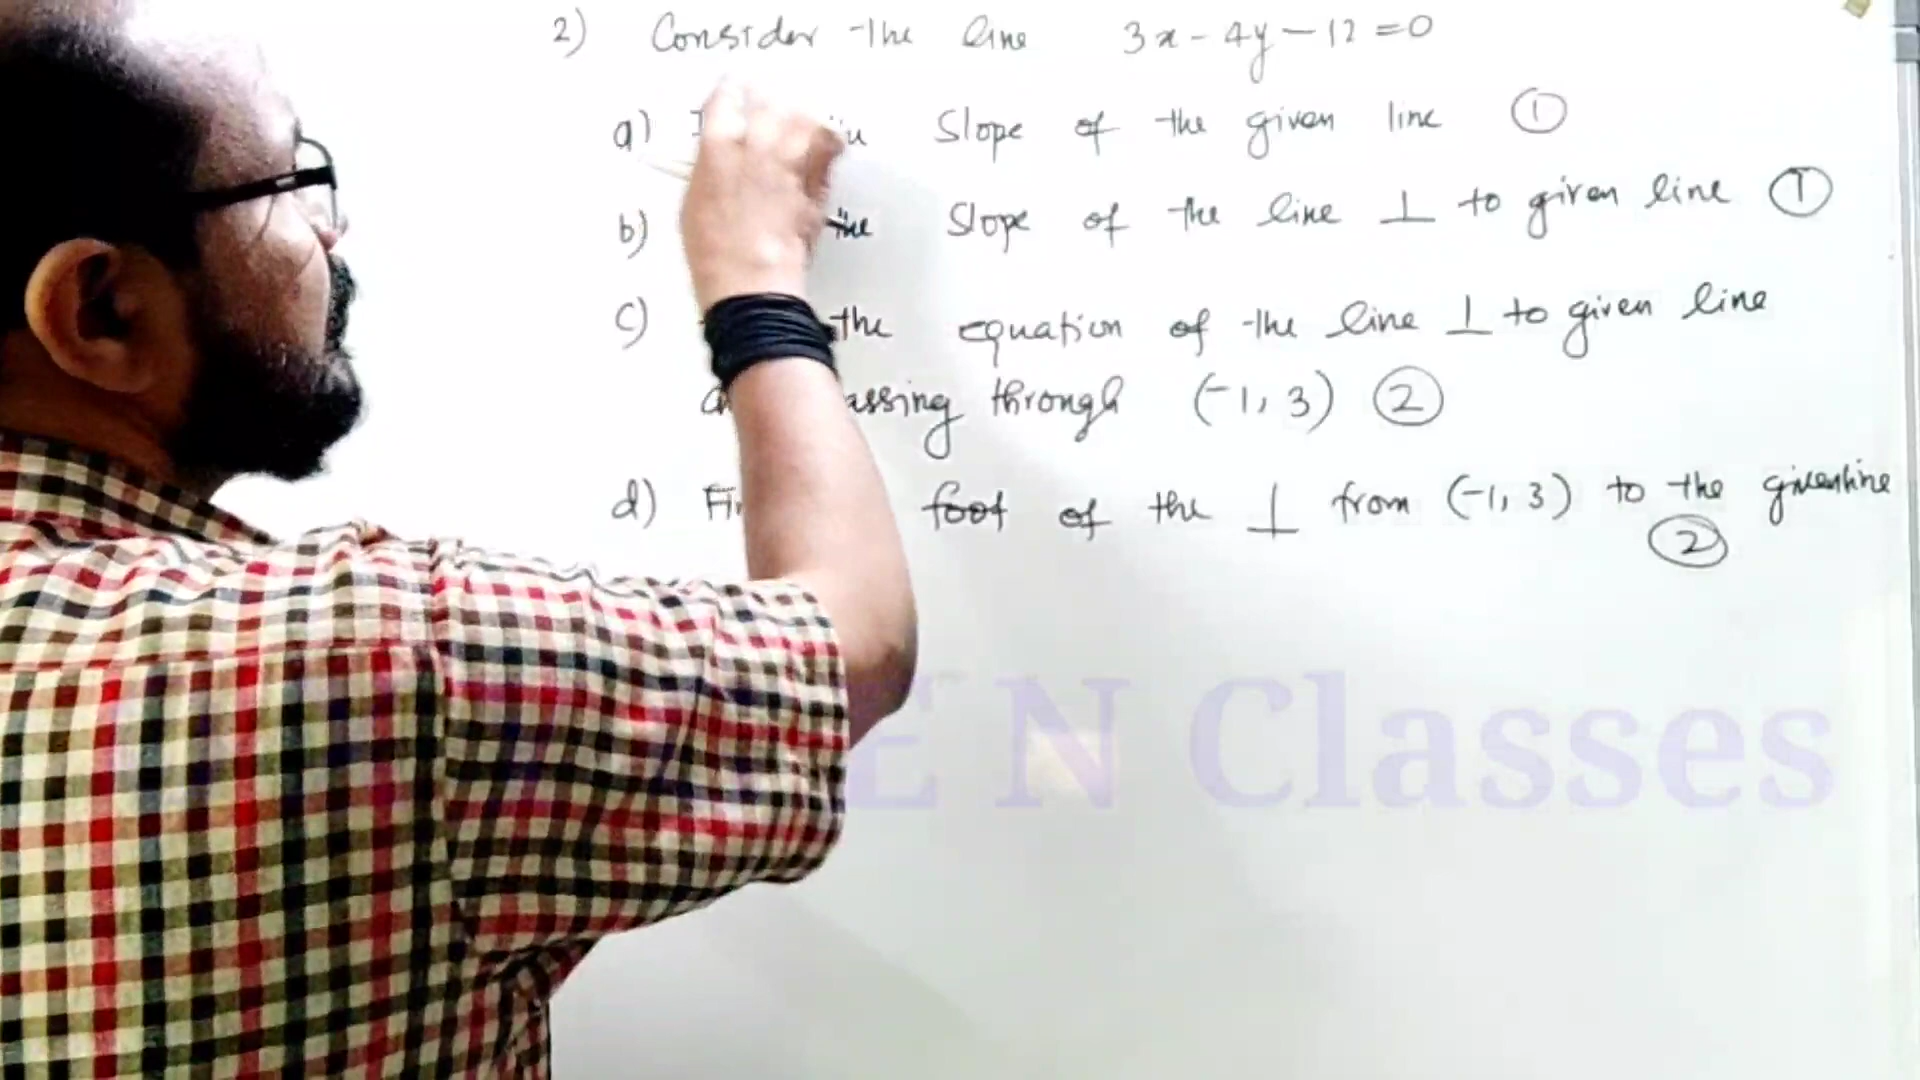 2) Consider the line 3x - 4y - 12 = 0
a) Slope of the given line ①
b) the Slope of the line ⊥ to given line ①
c) the equation of the line ⊥ to given line
through (-1, 3) ②
d) foot of the ⊥ from (-1, 3) to the given line
②
E N Classes